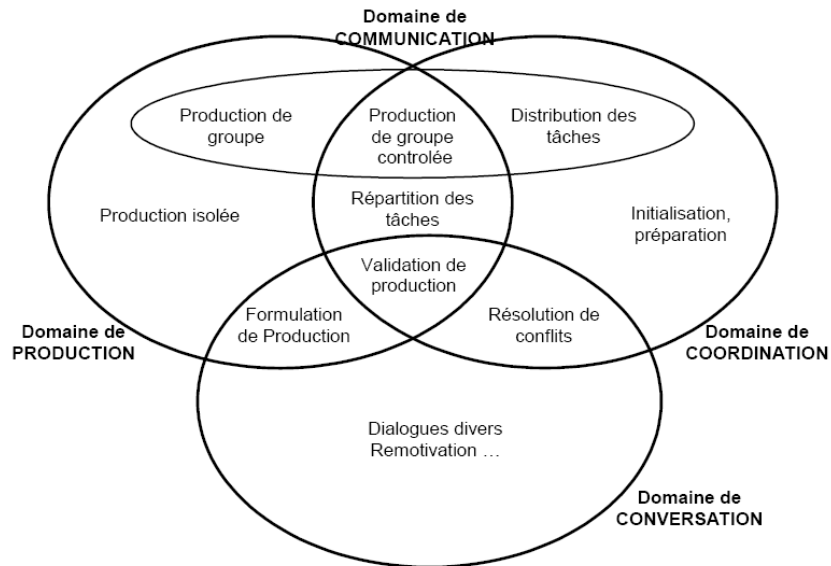 Domaine de
COMMUNICATION
Production de
groupe
Production
de groupe
controlée
Distribution des
tâches
Production isolée
Répartition des
tâches
Initialisation,
préparation
Validation de
production
Formulation
de Production
Résolution de
conflits
Domaine de
PRODUCTION
Domaine de
COORDINATION
Dialogues divers
Remotivation ...
Domaine de
CONVERSATION